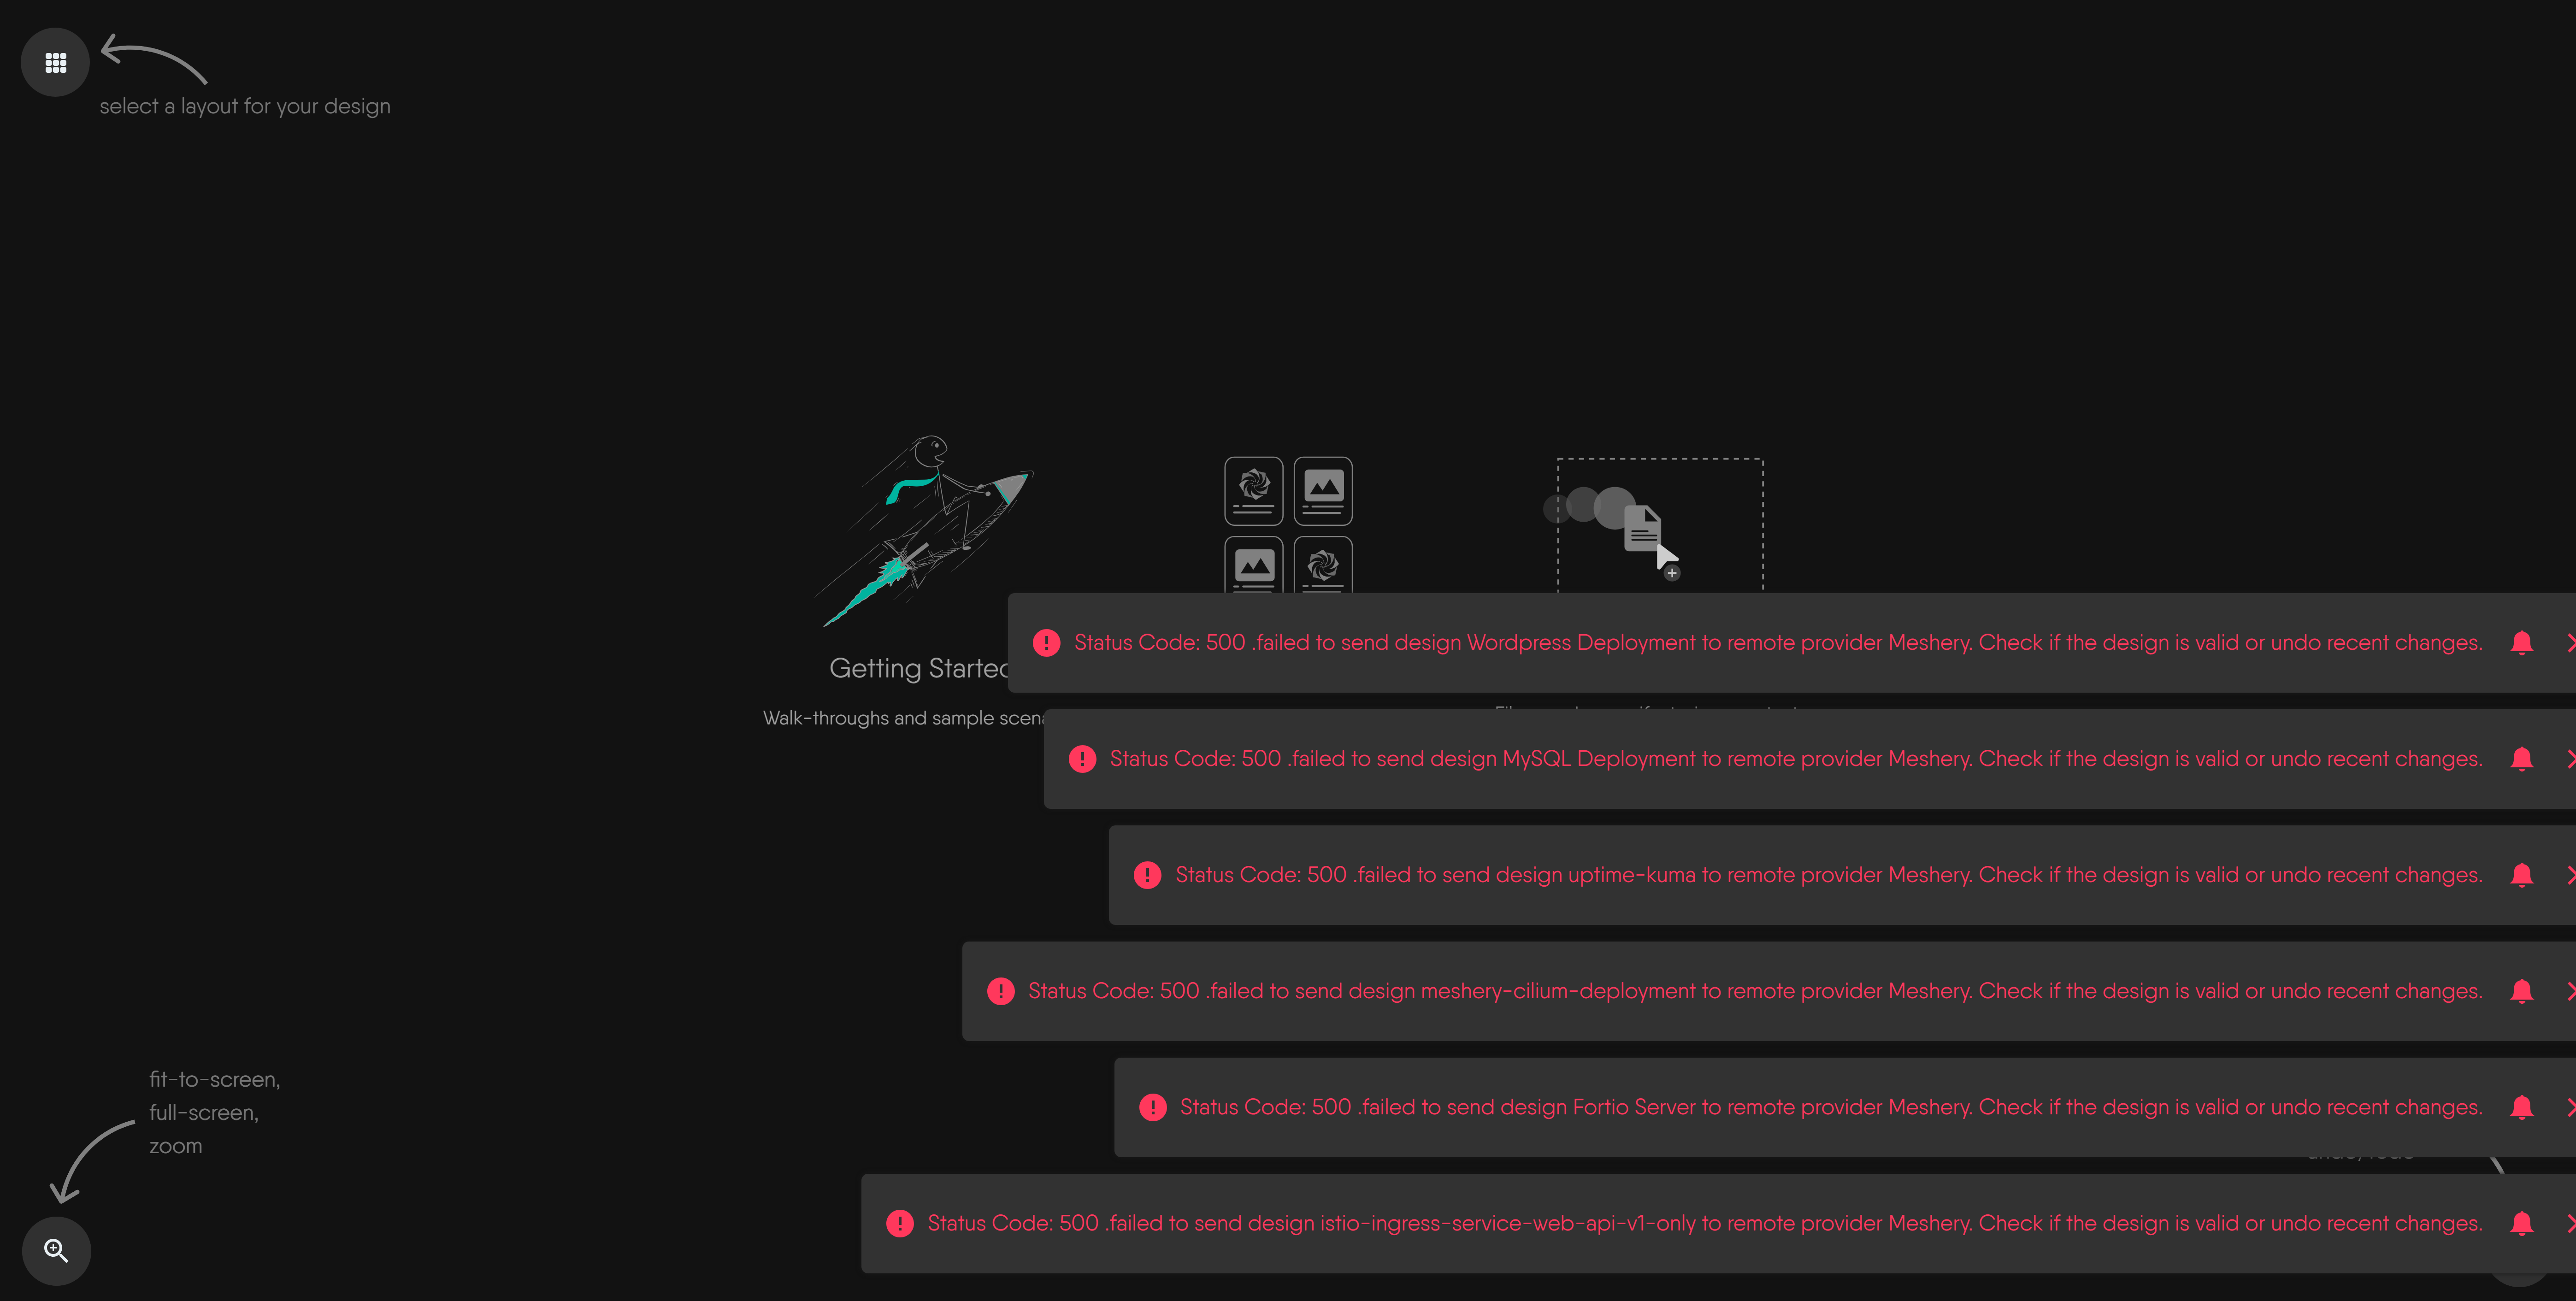 select a layout for your design
Getting Started
Walk-throughs and sample
Status Code: 500 .failed to send design Wordpress Deployment to remote provider Meshery. Check if the design is valid or undo recent changes.
Status Code: 500 .failed to send design MySQL Deployment to remote provider Meshery. Check if the design is valid or undo recent changes.
Status Code: 500 .failed to send design uptime-kuma to remote provider Meshery. Check if the design is valid or undo recent changes.
Status Code: 500 .failed to send design meshery-cilium-deployment to remote provider Meshery. Check if the design is valid or undo recent changes.
Status Code: 500 .failed to send design Fortio Server to remote provider Meshery. Check if the design is valid or undo recent changes.
Status Code: 500 .failed to send design istio-ingress-service-web-api-v1-only to remote provider Meshery. Check if the design is valid or undo recent changes.
fit-to-screen,
full-screen,
zoom